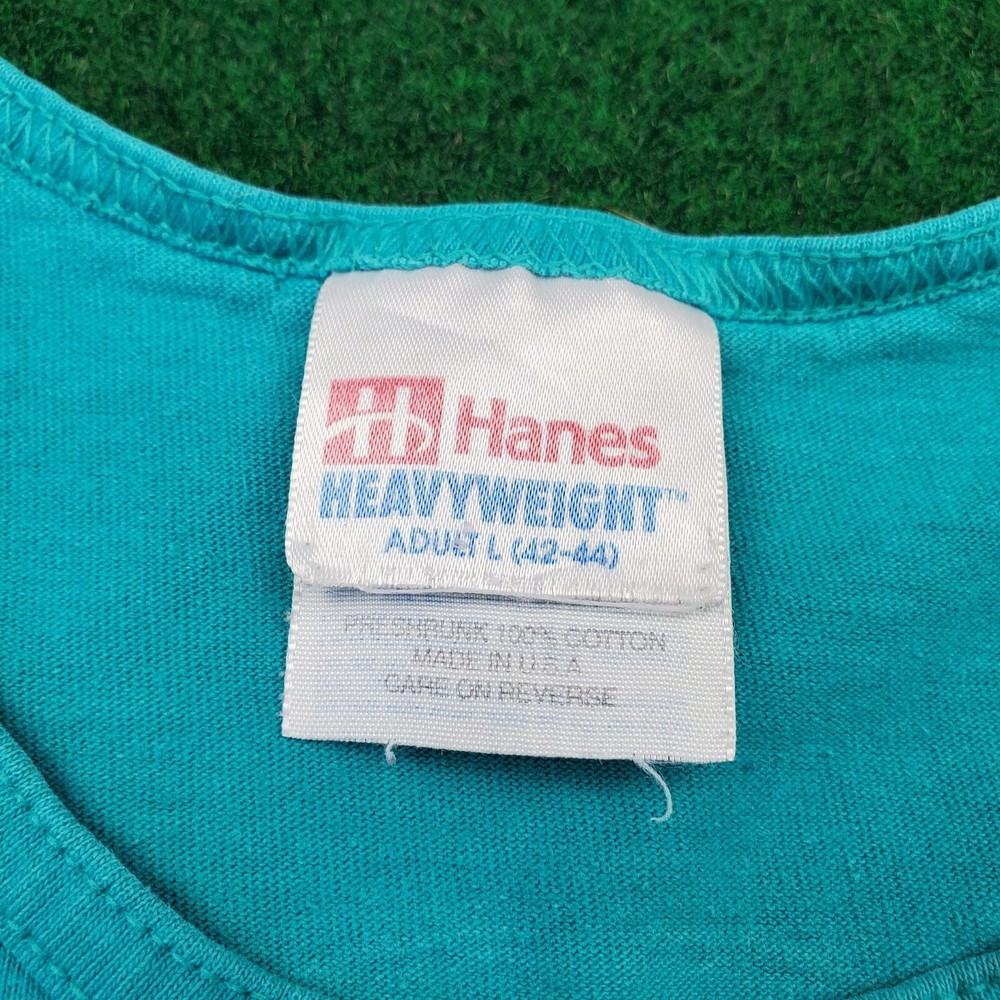 H Hanes
HEAVYWEIGHT™
ADULT L (42-44)
PRESHRUNK 100% COTTON
MADE IN U.S.A
CARE ON REVERSE